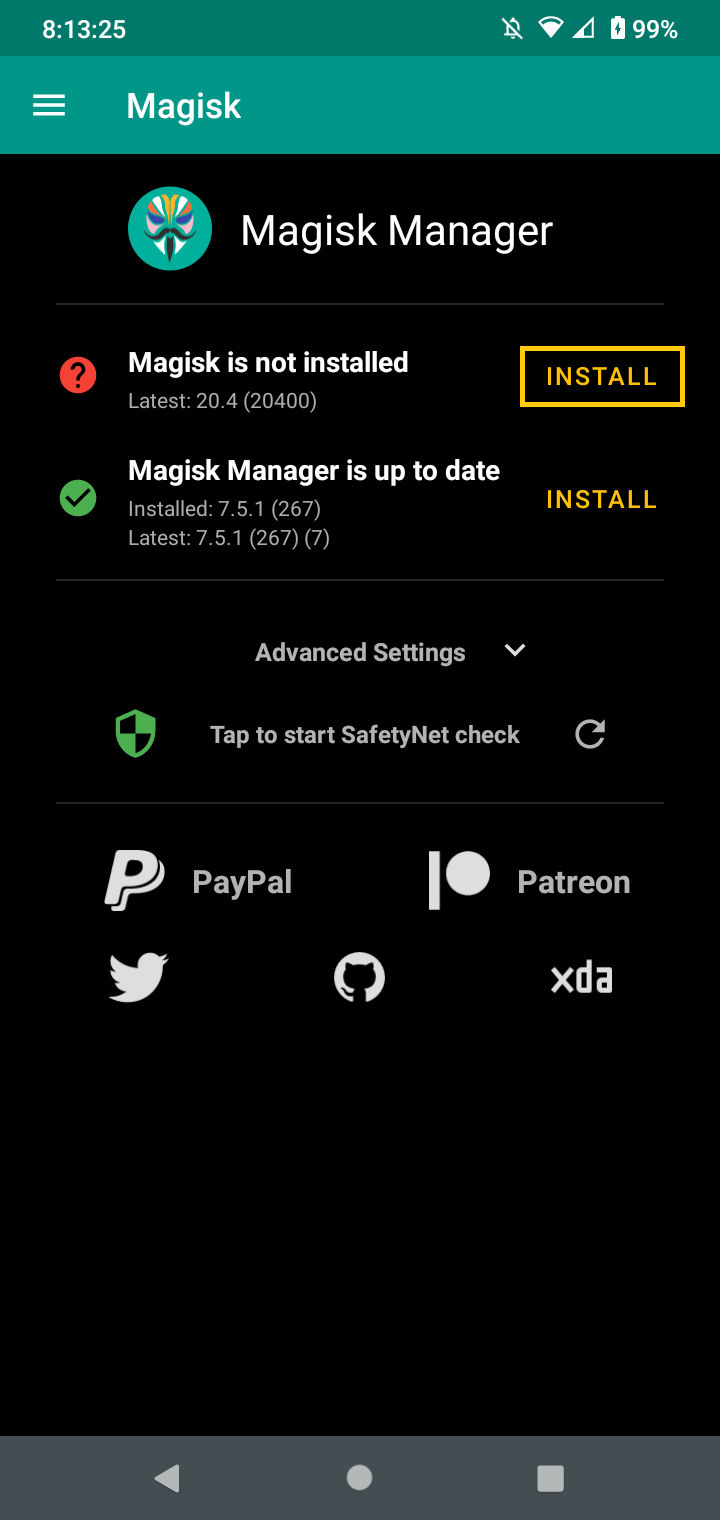 8:13:25 99%
Magisk
Magisk Manager
Magisk is not installed
Latest: 20.4 (20400)
INSTALL
Magisk Manager is up to date
Installed: 7.5.1 (267)
Latest: 7.5.1 (267) (7)
INSTALL
Advanced Settings
Tap to start SafetyNet check
PayPal
Patreon
xda